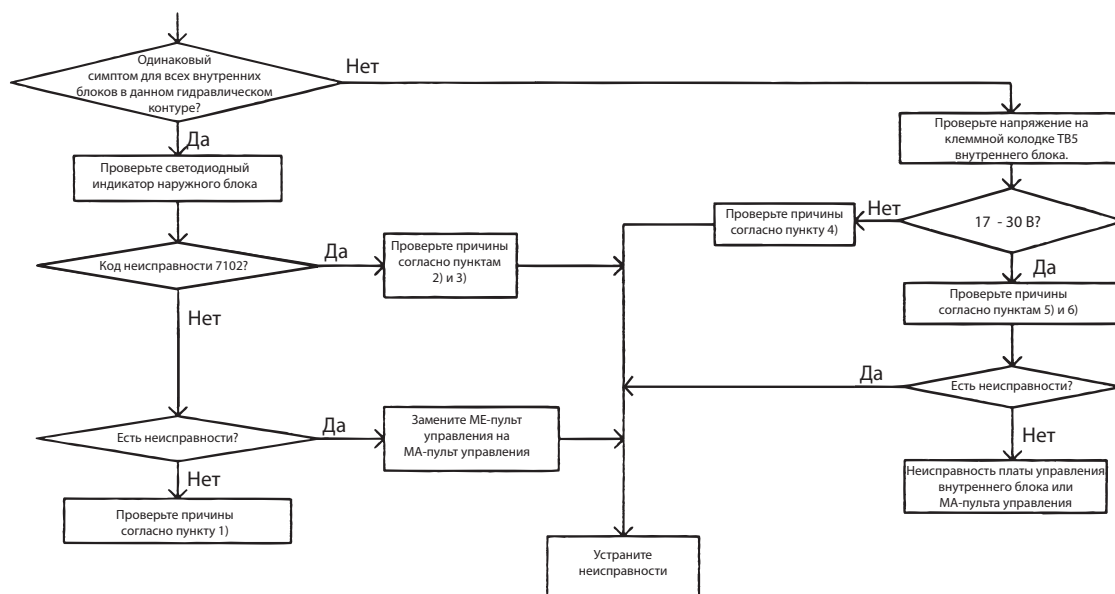 Одинаковый
симптом для всех внутренних
блоков в данном гидравлическом
контуре?
Нет
Да
Проверьте светодиодный
индикатор наружного блока
Код неисправности 7102?
Да
Проверьте причины
согласно пунктам
2) и 3)
Нет
Есть неисправности?
Да
Замените МЕ-пульт
управления на
МА-пульт управления
Нет
Проверьте причины
согласно пункту 1)
Проверьте напряжение на
клеммной колодке ТВ5
внутреннего блока.
17 - 30 В?
Нет
Проверьте причины
согласно пункту 4)
Да
Проверьте причины
согласно пунктам 5) и 6)
Есть неисправности?
Да
Нет
Неисправность платы управления
внутреннего блока или
МА-пульта управления
Устраните
неисправности